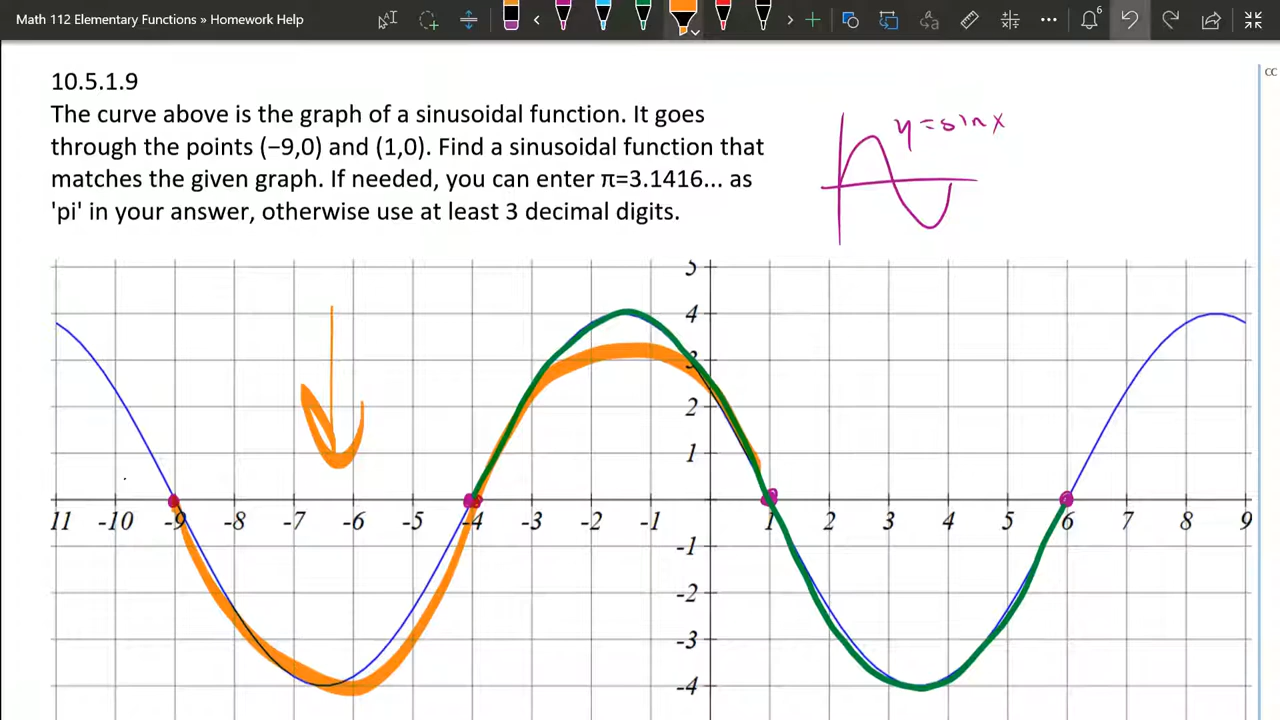 Math 112 Elementary Functions » Homework Help
6
CC
10.5.1.9
The curve above is the graph of a sinusoidal function. It goes
through the points (−9,0) and (1,0). Find a sinusoidal function that
matches the given graph. If needed, you can enter π=3.1416... as
'pi' in your answer, otherwise use at least 3 decimal digits.
y=sinx
5
4
3
2
1
11 -10 -9 -8 -7 -6 -5 -4 -3 -2 -1 1 2 3 4 5 6 7 8 9
-1
-2
-3
-4